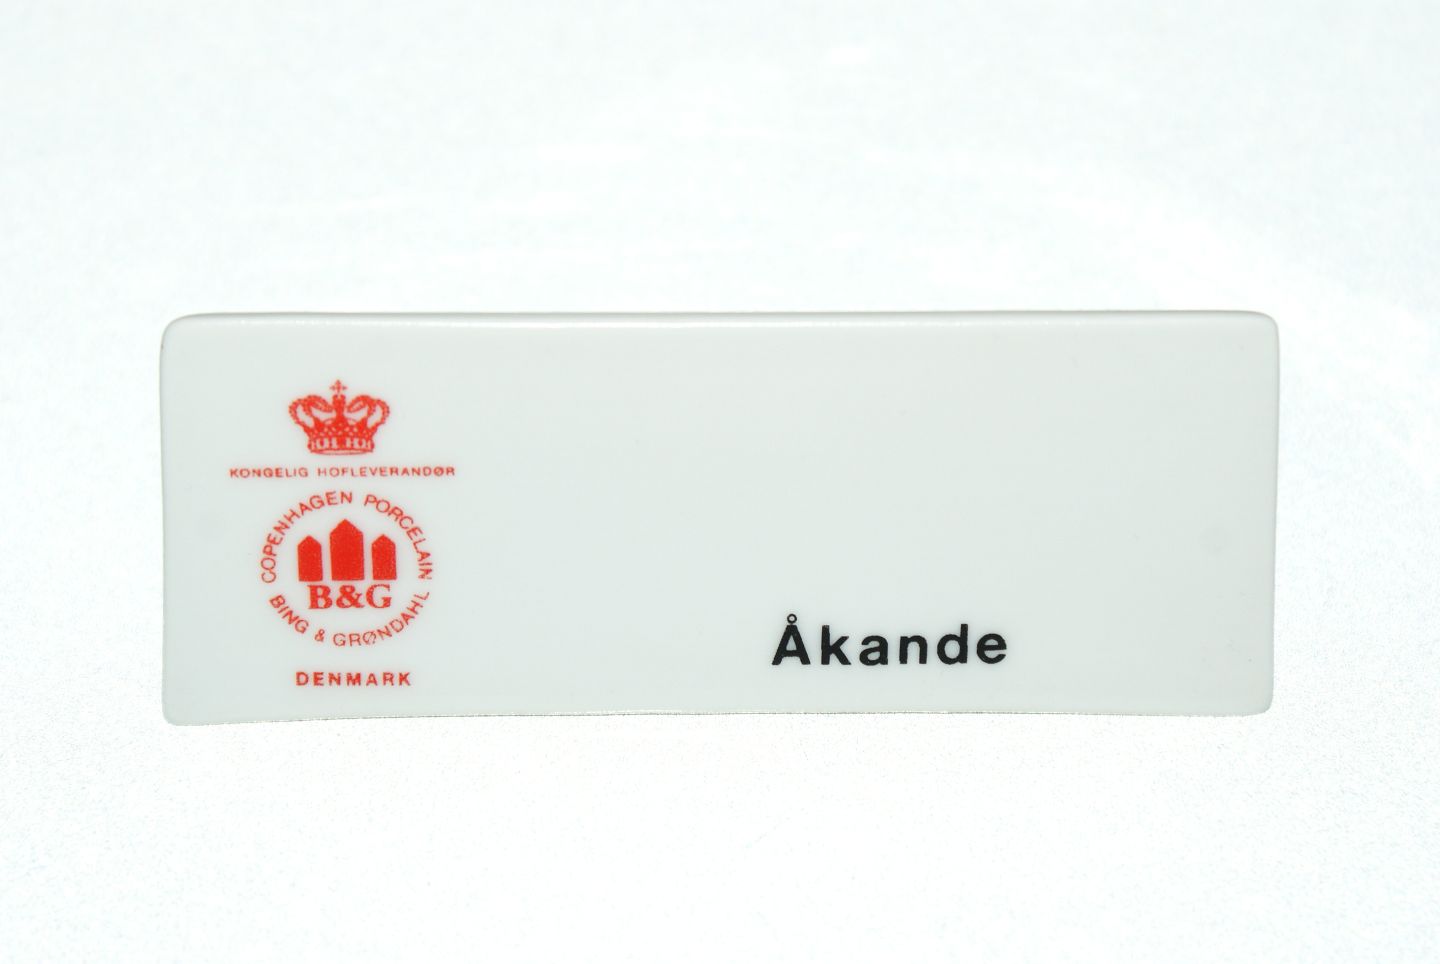 KONGELIG HOFLEVERANDØR
COPENHAGEN PORCELAIN
B&G
BING & GRØNDAHL
DENMARK
Åkande